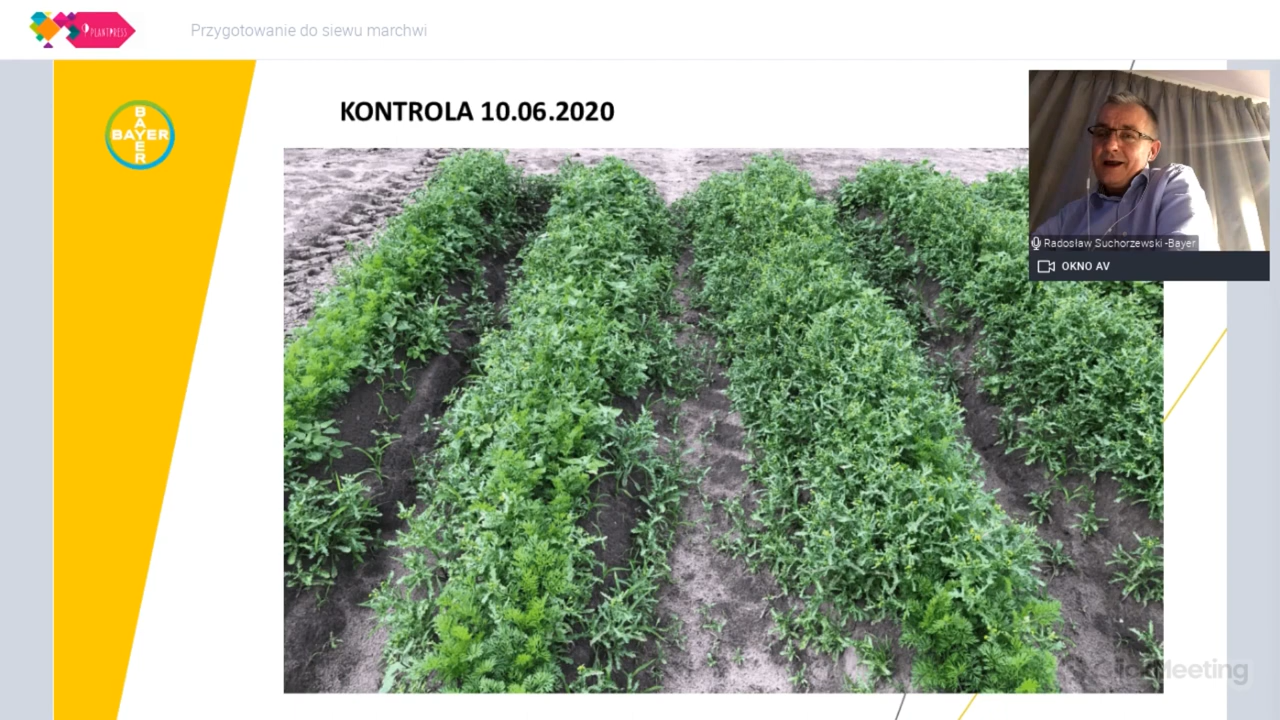 PLANTPRESS
Przygotowanie do siewu marchwi
BAYER
BAYER
KONTROLA 10.06.2020
Radosław Suchorzewski -Bayer
OKNO AV
ClickMeeting